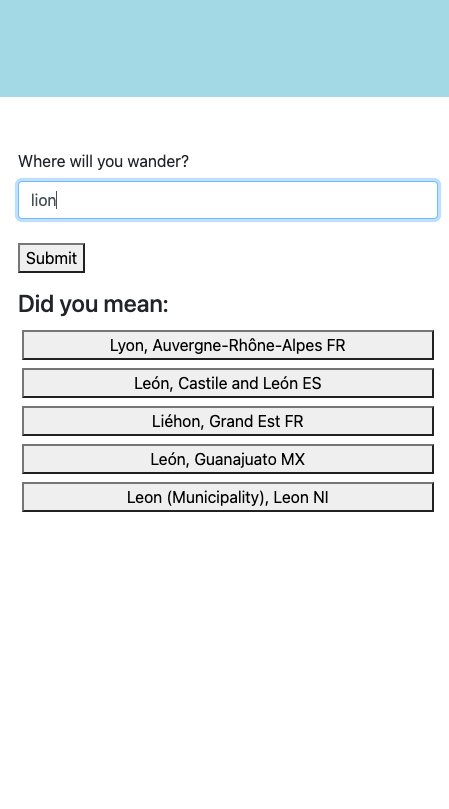 Where will you wander?
lion
Submit
Did you mean:
Lyon, Auvergne-Rhône-Alpes FR
León, Castile and León ES
Liéhon, Grand Est FR
León, Guanajuato MX
Leon (Municipality), Leon NI